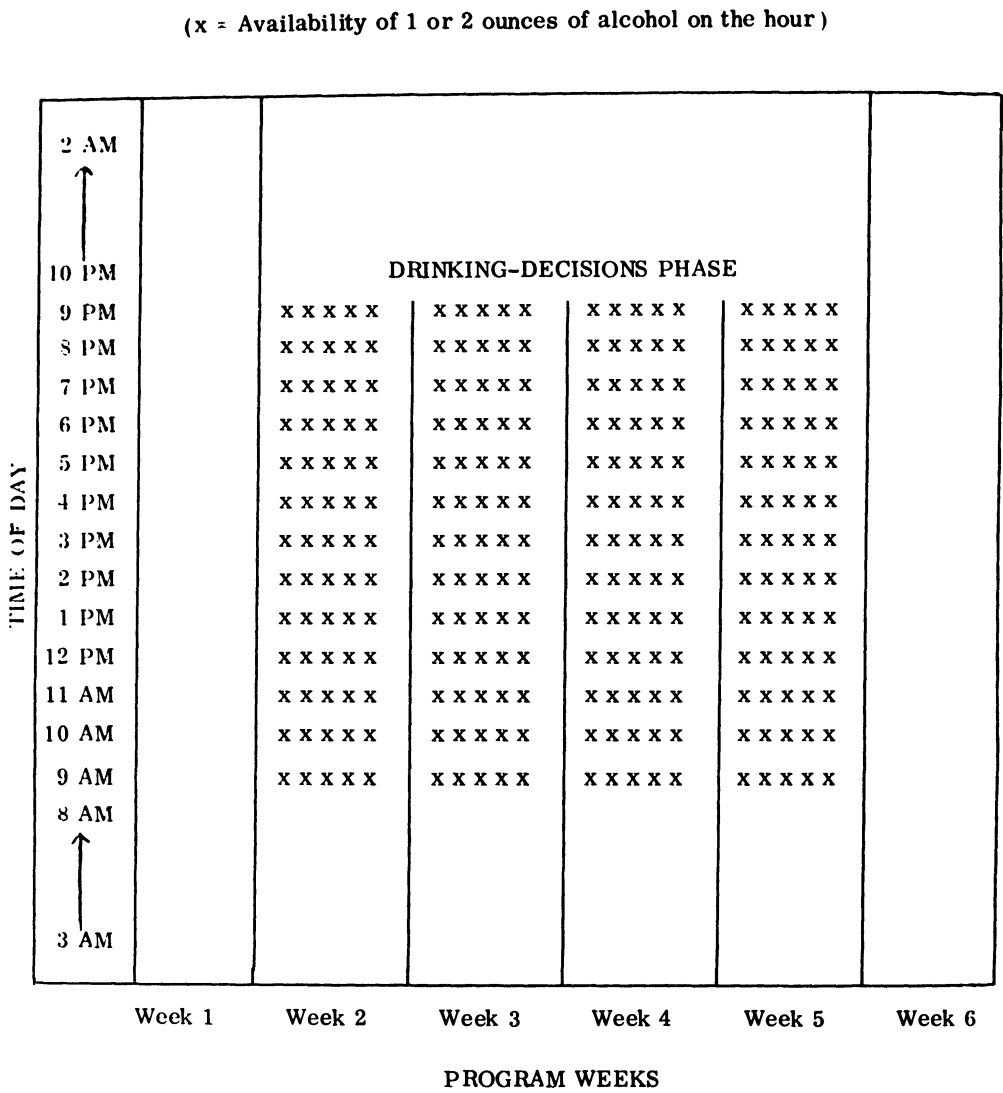 (x = Availability of 1 or 2 ounces of alcohol on the hour)
2 AM
10 PM DRINKING-DECISIONS PHASE
9 PM x x x x x x x x x x x x x x x x x x x x
8 PM x x x x x x x x x x x x x x x x x x x x
7 PM x x x x x x x x x x x x x x x x x x x x
6 PM x x x x x x x x x x x x x x x x x x x x
5 PM x x x x x x x x x x x x x x x x x x x x
4 PM x x x x x x x x x x x x x x x x x x x x
3 PM x x x x x x x x x x x x x x x x x x x x
2 PM x x x x x x x x x x x x x x x x x x x x
1 PM x x x x x x x x x x x x x x x x x x x x
12 PM x x x x x x x x x x x x x x x x x x x x
11 AM x x x x x x x x x x x x x x x x x x x x
10 AM x x x x x x x x x x x x x x x x x x x x
9 AM x x x x x x x x x x x x x x x x x x x x
8 AM
3 AM
TIME OF DAY
Week 1 Week 2 Week 3 Week 4 Week 5 Week 6
PROGRAM WEEKS